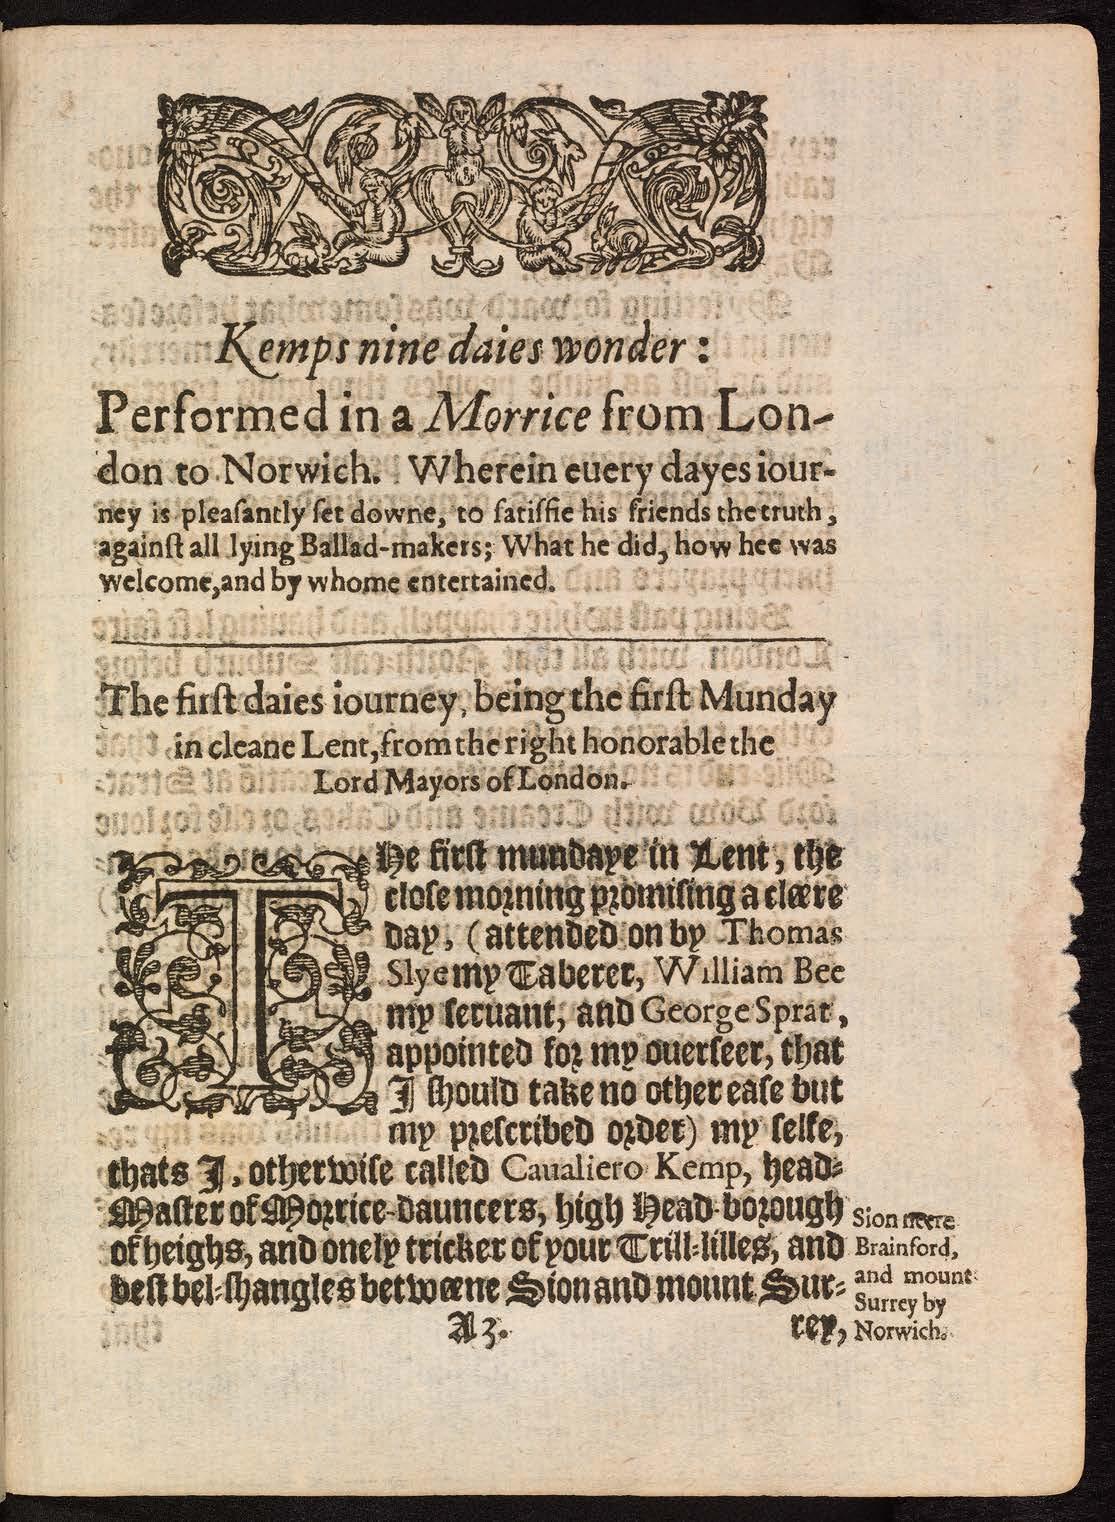 Kemps nine daies wonder:
Performed in a Morrice from Lon-
don to Norwich. Wherein euery dayes iour-
ney is pleaſantly ſet downe, to ſatiſfie his friends the truth,
againſt all lying Ballad-makers; What he did, how hee was
welcome, and by whome entertained.
The firſt daies iourney, being the firſt Munday
in cleane Lent, from the right honorable the
Lord Mayors of London.
THe firſt mundaye in Lent, the
cloſe morning promiſing a cleere
day, (attended on by Thomas
Slye my Taberer, William Bee
my ſeruant, and George Sprat,
appointed for my ouerſeer, that
I ſhould take no other eaſe but
my preſcribed order) my ſelfe,
thats I, otherwiſe called Caualiero Kemp, head-
Maſter of Morrice-dauncers, high Head-borough
of heighs, and onely tricker of your Trill-lilles, and
beſt bel-ſhangles betweene Sion and mount Sur-
Sion neere
Brainford,
and mount
Surrey by
Norwich.
A3.
rey,